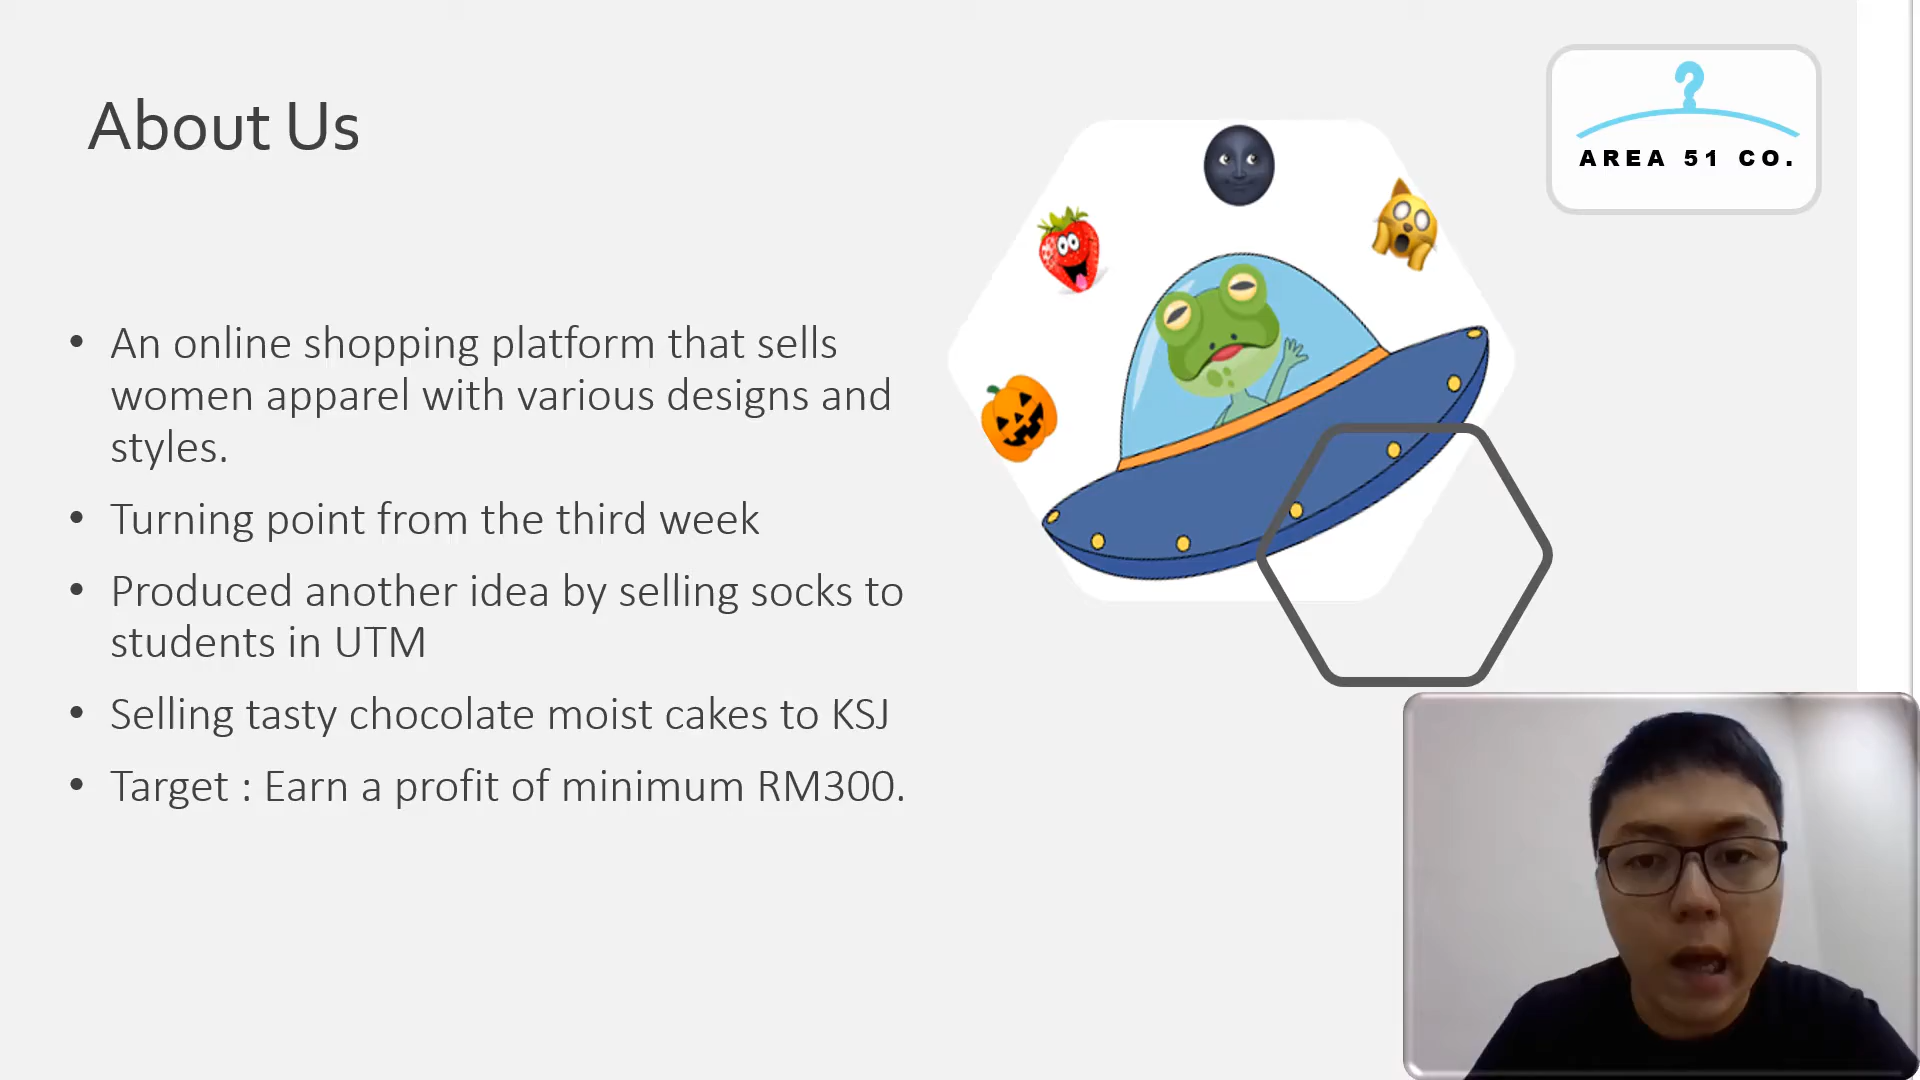 About Us
AREA 51 CO.
• An online shopping platform that sells
women apparel with various designs and
styles.
• Turning point from the third week
• Produced another idea by selling socks to
students in UTM
• Selling tasty chocolate moist cakes to KSJ
• Target : Earn a profit of minimum RM300.